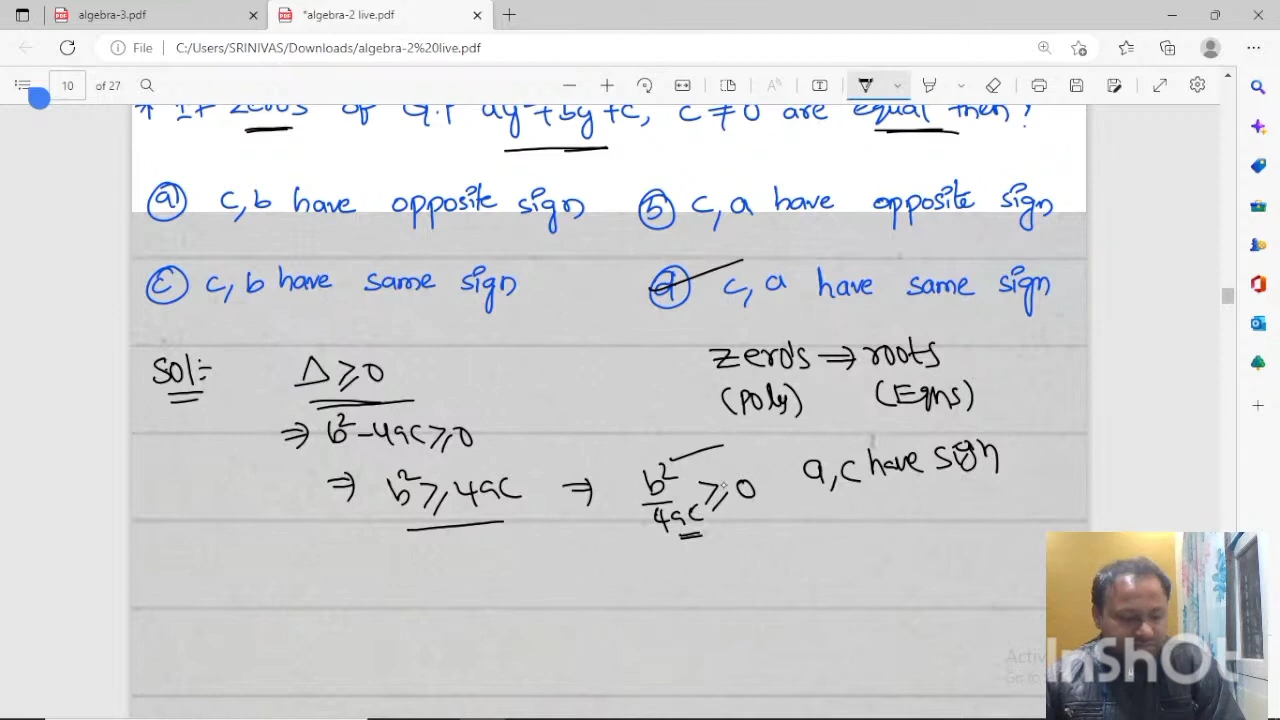 algebra-3.pdf
*algebra-2 live.pdf
File C:/Users/SRINIVAS/Downloads/algebra-2%20live.pdf
10 of 27
If zeros of q.p ay²+by+c, c≠0 are equal then?
(a) c,b have opposite sign (b) c,a have opposite sign
(c) c,b have same sign (d) c,a have same sign
Sol:- Δ≥0 zeros ⇒ roots
(poly) (Eqns)
⇒ b²-4ac≥0
⇒ b²≥4ac ⇒ b²/4ac ≥0 a,c have sign
InShOt